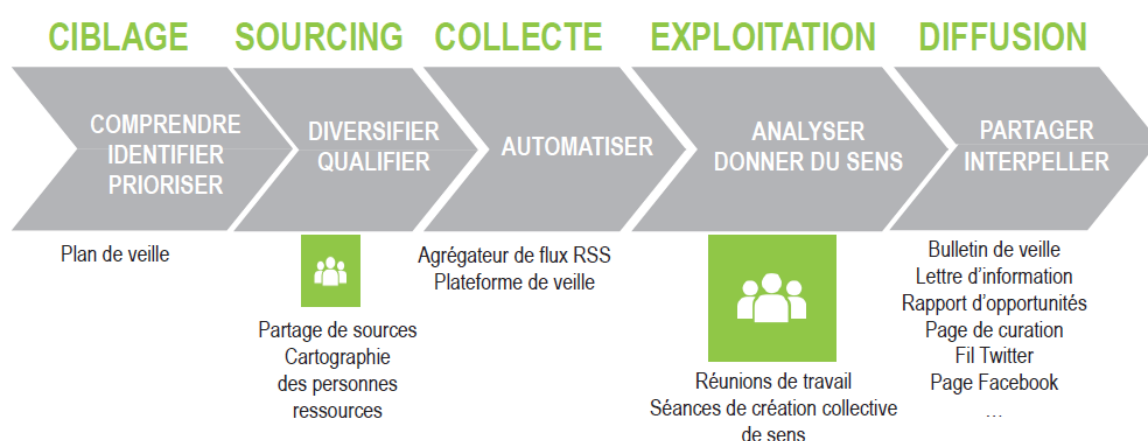 CIBLAGE
COMPRENDRE
IDENTIFIER
PRIORISER
Plan de veille
SOURCING
DIVERSIFIER
QUALIFIER
Partage de sources
Cartographie
des personnes
ressources
COLLECTE
AUTOMATISER
Agrégateur de flux RSS
Plateforme de veille
EXPLOITATION
ANALYSER
DONNER DU SENS
Réunions de travail
Séances de création collective
de sens
DIFFUSION
PARTAGER
INTERPELLER
Bulletin de veille
Lettre d'information
Rapport d'opportunités
Page de curation
Fil Twitter
Page Facebook
...